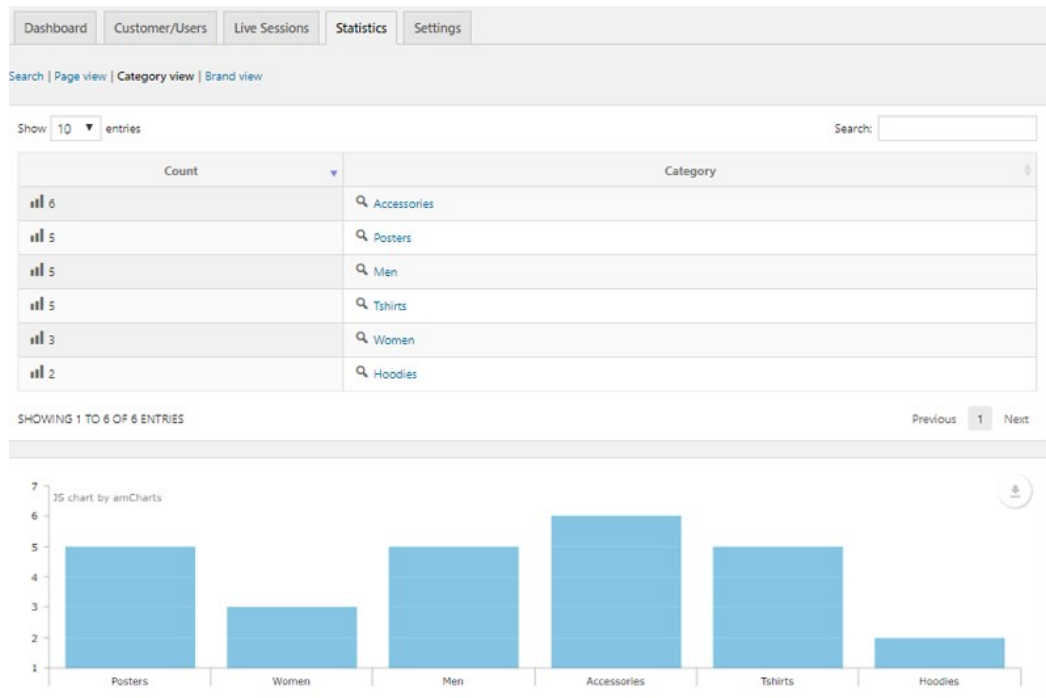 Dashboard Customer/Users Live Sessions Statistics Settings
Search | Page view | Category view | Brand view
Show 10 entries Search:
Count Category
6 Accessories
5 Posters
5 Men
5 Tshirts
3 Women
2 Hoodies
SHOWING 1 TO 6 OF 6 ENTRIES Previous 1 Next
7
JS chart by amCharts
6
5
4
3
2
1
Posters Women Men Accessories Tshirts Hoodies